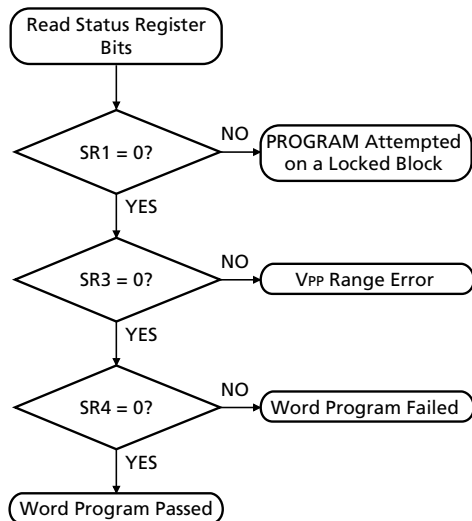 Read Status Register
Bits
SR1 = 0?
NO
PROGRAM Attempted
on a Locked Block
YES
SR3 = 0?
NO
VPP Range Error
YES
SR4 = 0?
NO
Word Program Failed
YES
Word Program Passed